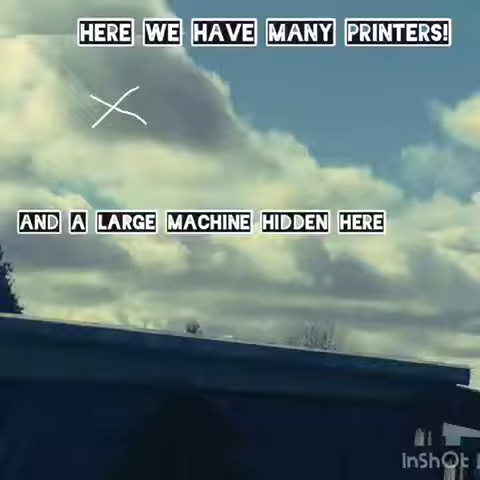 HERE WE HAVE MANY PRINTERS!
AND A LARGE MACHINE HIDDEN HERE
InShOt